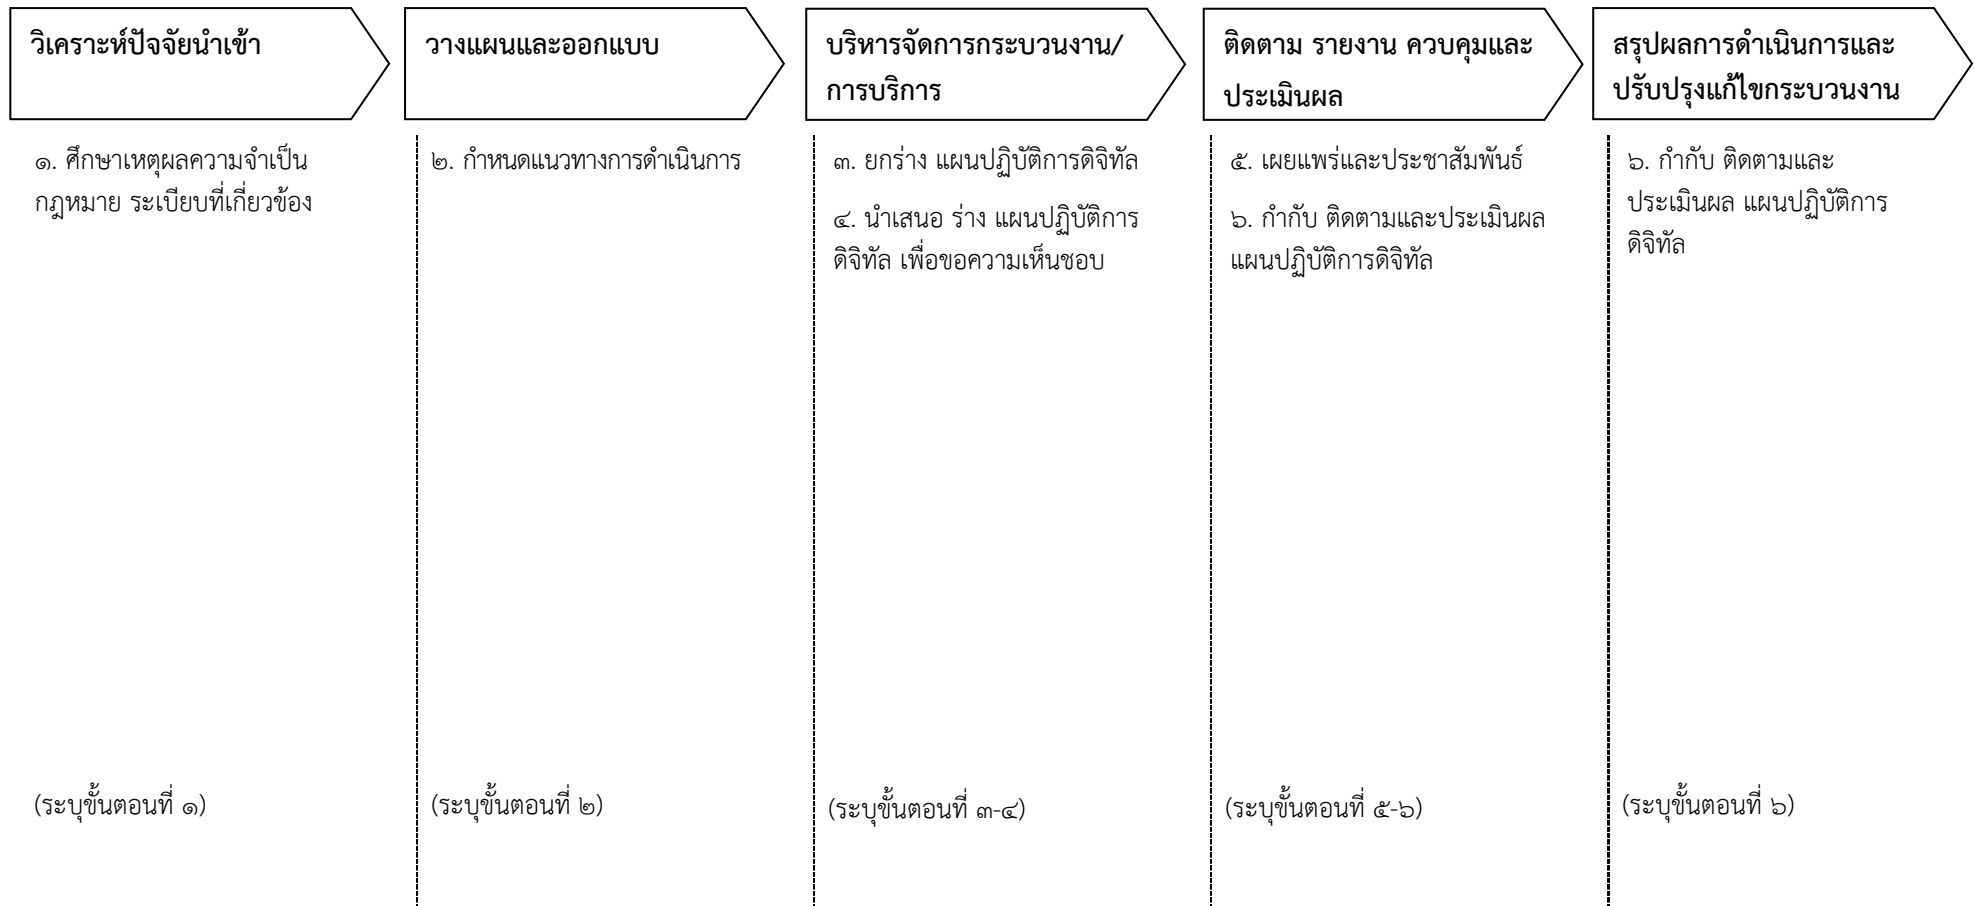 วิเคราะห์ปัจจัยนำเข้า
๑. ศึกษาเหตุผลความจำเป็น
กฎหมาย ระเบียบที่เกี่ยวข้อง
(ระบุขั้นตอนที่ ๑)
วางแผนและออกแบบ
๒. กำหนดแนวทางการดำเนินการ
(ระบุขั้นตอนที่ ๒)
บริหารจัดการกระบวนงาน/
การบริการ
๓. ยกร่าง แผนปฏิบัติการดิจิทัล
๔. นำเสนอ ร่าง แผนปฏิบัติการ
ดิจิทัล เพื่อขอความเห็นชอบ
(ระบุขั้นตอนที่ ๓-๔)
ติดตาม รายงาน ควบคุมและ
ประเมินผล
๕. เผยแพร่และประชาสัมพันธ์
๖. กำกับ ติดตามและประเมินผล
แผนปฏิบัติการดิจิทัล
(ระบุขั้นตอนที่ ๕-๖)
สรุปผลการดำเนินการและ
ปรับปรุงแก้ไขกระบวนงาน
๖. กำกับ ติดตามและ
ประเมินผล แผนปฏิบัติการ
ดิจิทัล
(ระบุขั้นตอนที่ ๖)